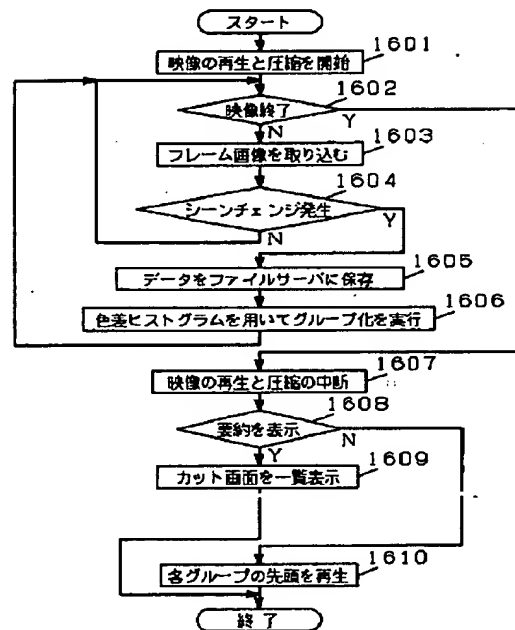 スタート
1601
映像の再生と圧縮を開始
1602
映像終了
Y
N
1603
フレーム画像を取り込む
1604
シーンチェンジ発生
Y
N
1605
データをファイルサーバに保存
1606
色差ヒストグラムを用いてグループ化を実行
1607
映像の再生と圧縮の中断
1608
要約を表示
N
Y
1609
カット画面を一覧表示
1610
各グループの先頭を再生
終了